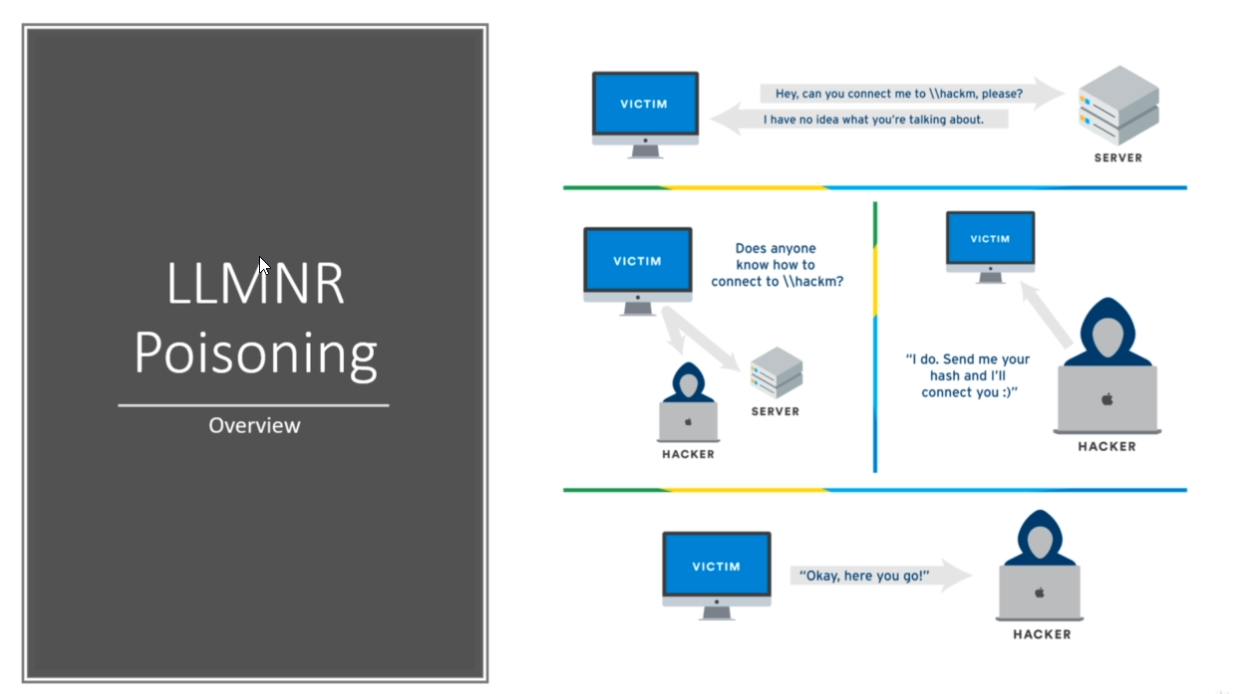 LLMNR
Poisoning
Overview
VICTIM
Hey, can you connect me to \\hackm, please?
I have no idea what you're talking about.
SERVER
VICTIM
Does anyone
know how to
connect to \\hackm?
HACKER
SERVER
VICTIM
“I do. Send me your
hash and I'll
connect you :)”
HACKER
VICTIM
“Okay, here you go!”
HACKER